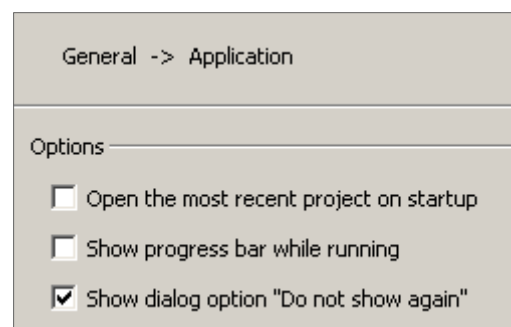 General -> Application
Options
Open the most recent project on startup
Show progress bar while running
Show dialog option "Do not show again"